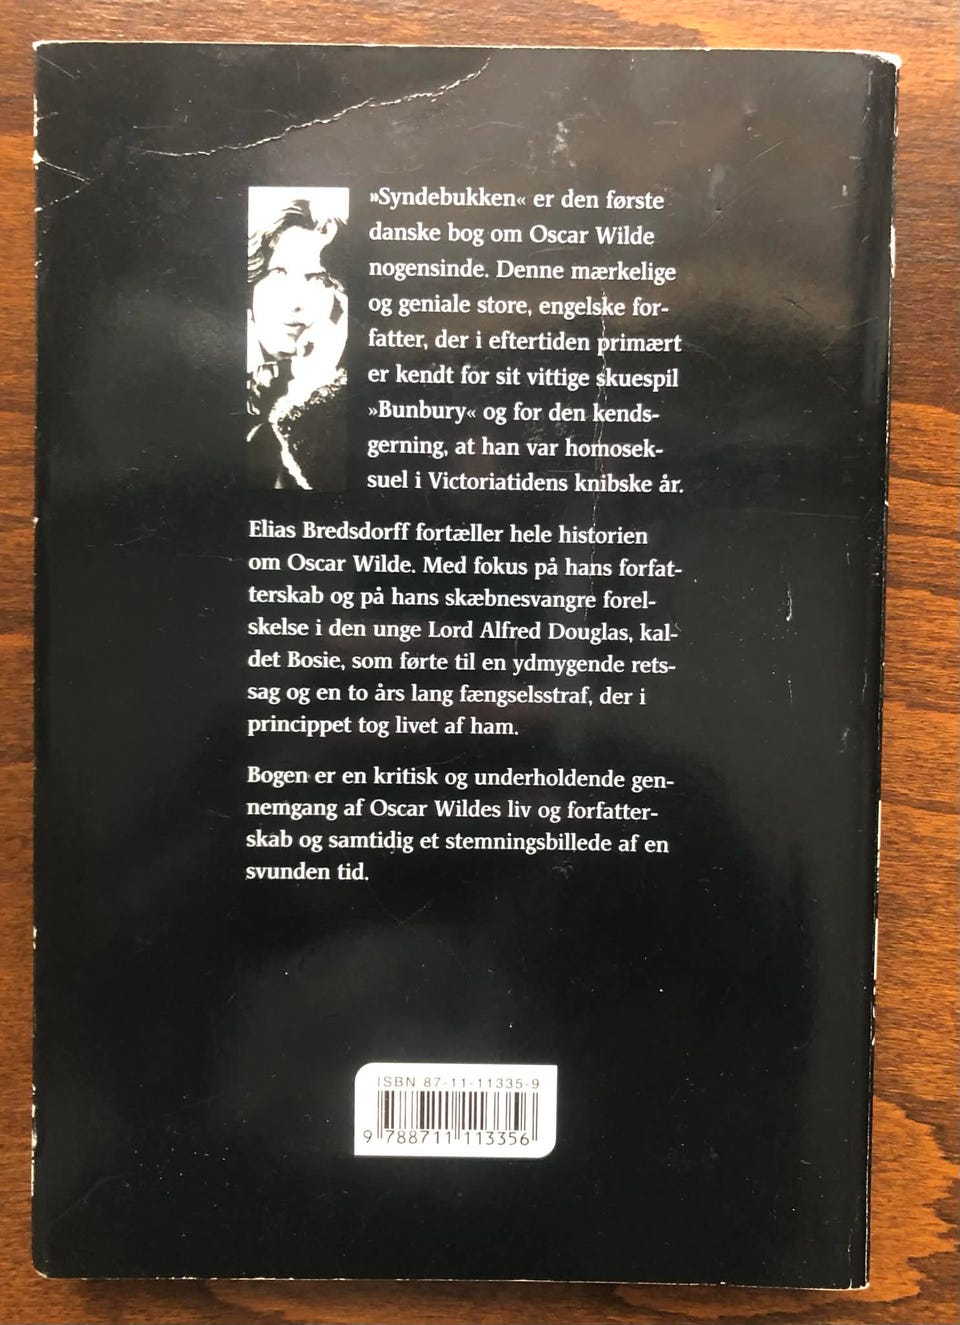 »Syndebukken« er den første
danske bog om Oscar Wilde
nogensinde. Denne mærkelige
og geniale store, engelske for-
fatter, der i eftertiden primært
er kendt for sit vittige skuespil
»Bunbury« og for den kends-
gerning, at han var homosek-
suel i Victoriatidens knibske år.
Elias Bredsdorff fortæller hele historien
om Oscar Wilde. Med fokus på hans forfat-
terskab og på hans skæbnesvangre forel-
skelse i den unge Lord Alfred Douglas, kal-
det Bosie, som førte til en ydmygende rets-
sag og en to års lang fængselsstraf, der i
princippet tog livet af ham.
Bogen er en kritisk og underholdende gen-
nemgang af Oscar Wildes liv og forfatter-
skab og samtidig et stemningsbillede af en
svunden tid.
ISBN 87-11-11335-9
9 788711 113356